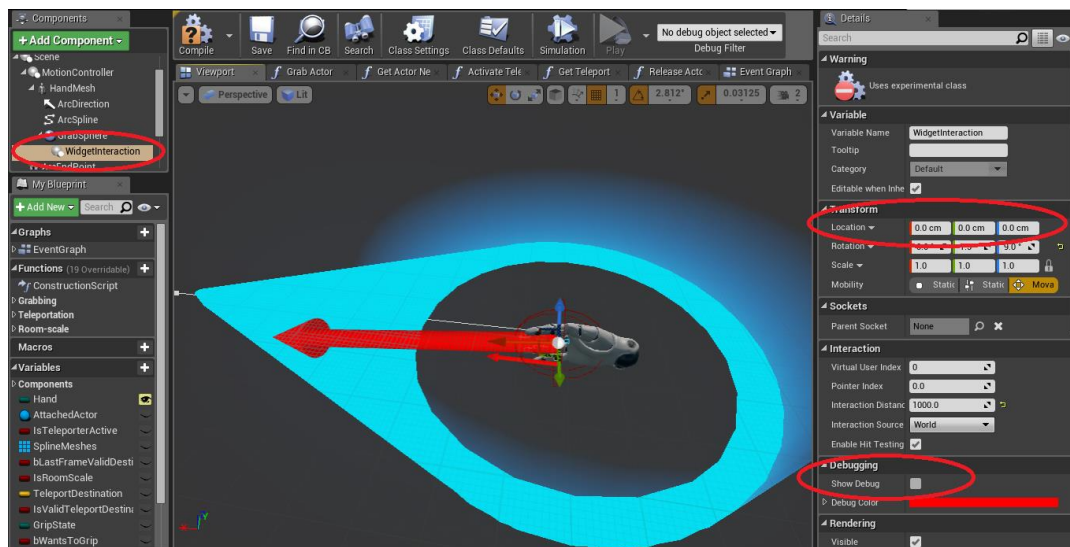 Components
+ Add Component
Scene
MotionController
HandMesh
ArcDirection
ArcSpline
GrabSphere
WidgetInteraction
ArcEndPoint
My Blueprint
+ Add New
Search
Graphs
EventGraph
Functions (19 Overridable)
ConstructionScript
Grabbing
Teleportation
Room-scale
Macros
Variables
Components
Hand
AttachedActor
IsTeleporterActive
SplineMeshes
bLastFrameValidDesti
IsRoomScale
TeleportDestination
IsValidTeleportDestina
GripState
bWantsToGrip
Compile
Save
Find in CB
Search
Class Settings
Class Defaults
Simulation
Play
No debug object selected
Debug Filter
Viewport
Grab Actor
Get Actor Ne
Activate Tele
Get Teleport
Release Acto
Event Graph
Perspective
Lit
1
2.812°
0.03125
2
Details
Search
Warning
Uses experimental class
Variable
Variable Name WidgetInteraction
Tooltip
Category Default
Editable when Inhe
Transform
Location 0.0 cm 0.0 cm 0.0 cm
Rotation 9.0 °
Scale 1.0 1.0 1.0
Mobility Static Static Mova
Sockets
Parent Socket None
Interaction
Virtual User Index 0
Pointer Index 0.0
Interaction Distanc 1000.0
Interaction Source World
Enable Hit Testing
Debugging
Show Debug
Debug Color
Rendering
Visible